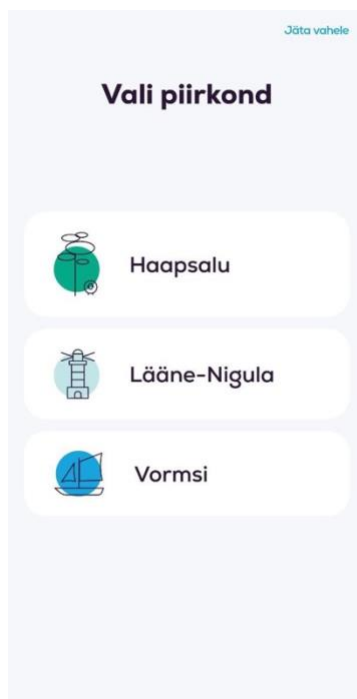 Jäta vahele
Vali piirkond
Haapsalu
Lääne-Nigula
Vormsi